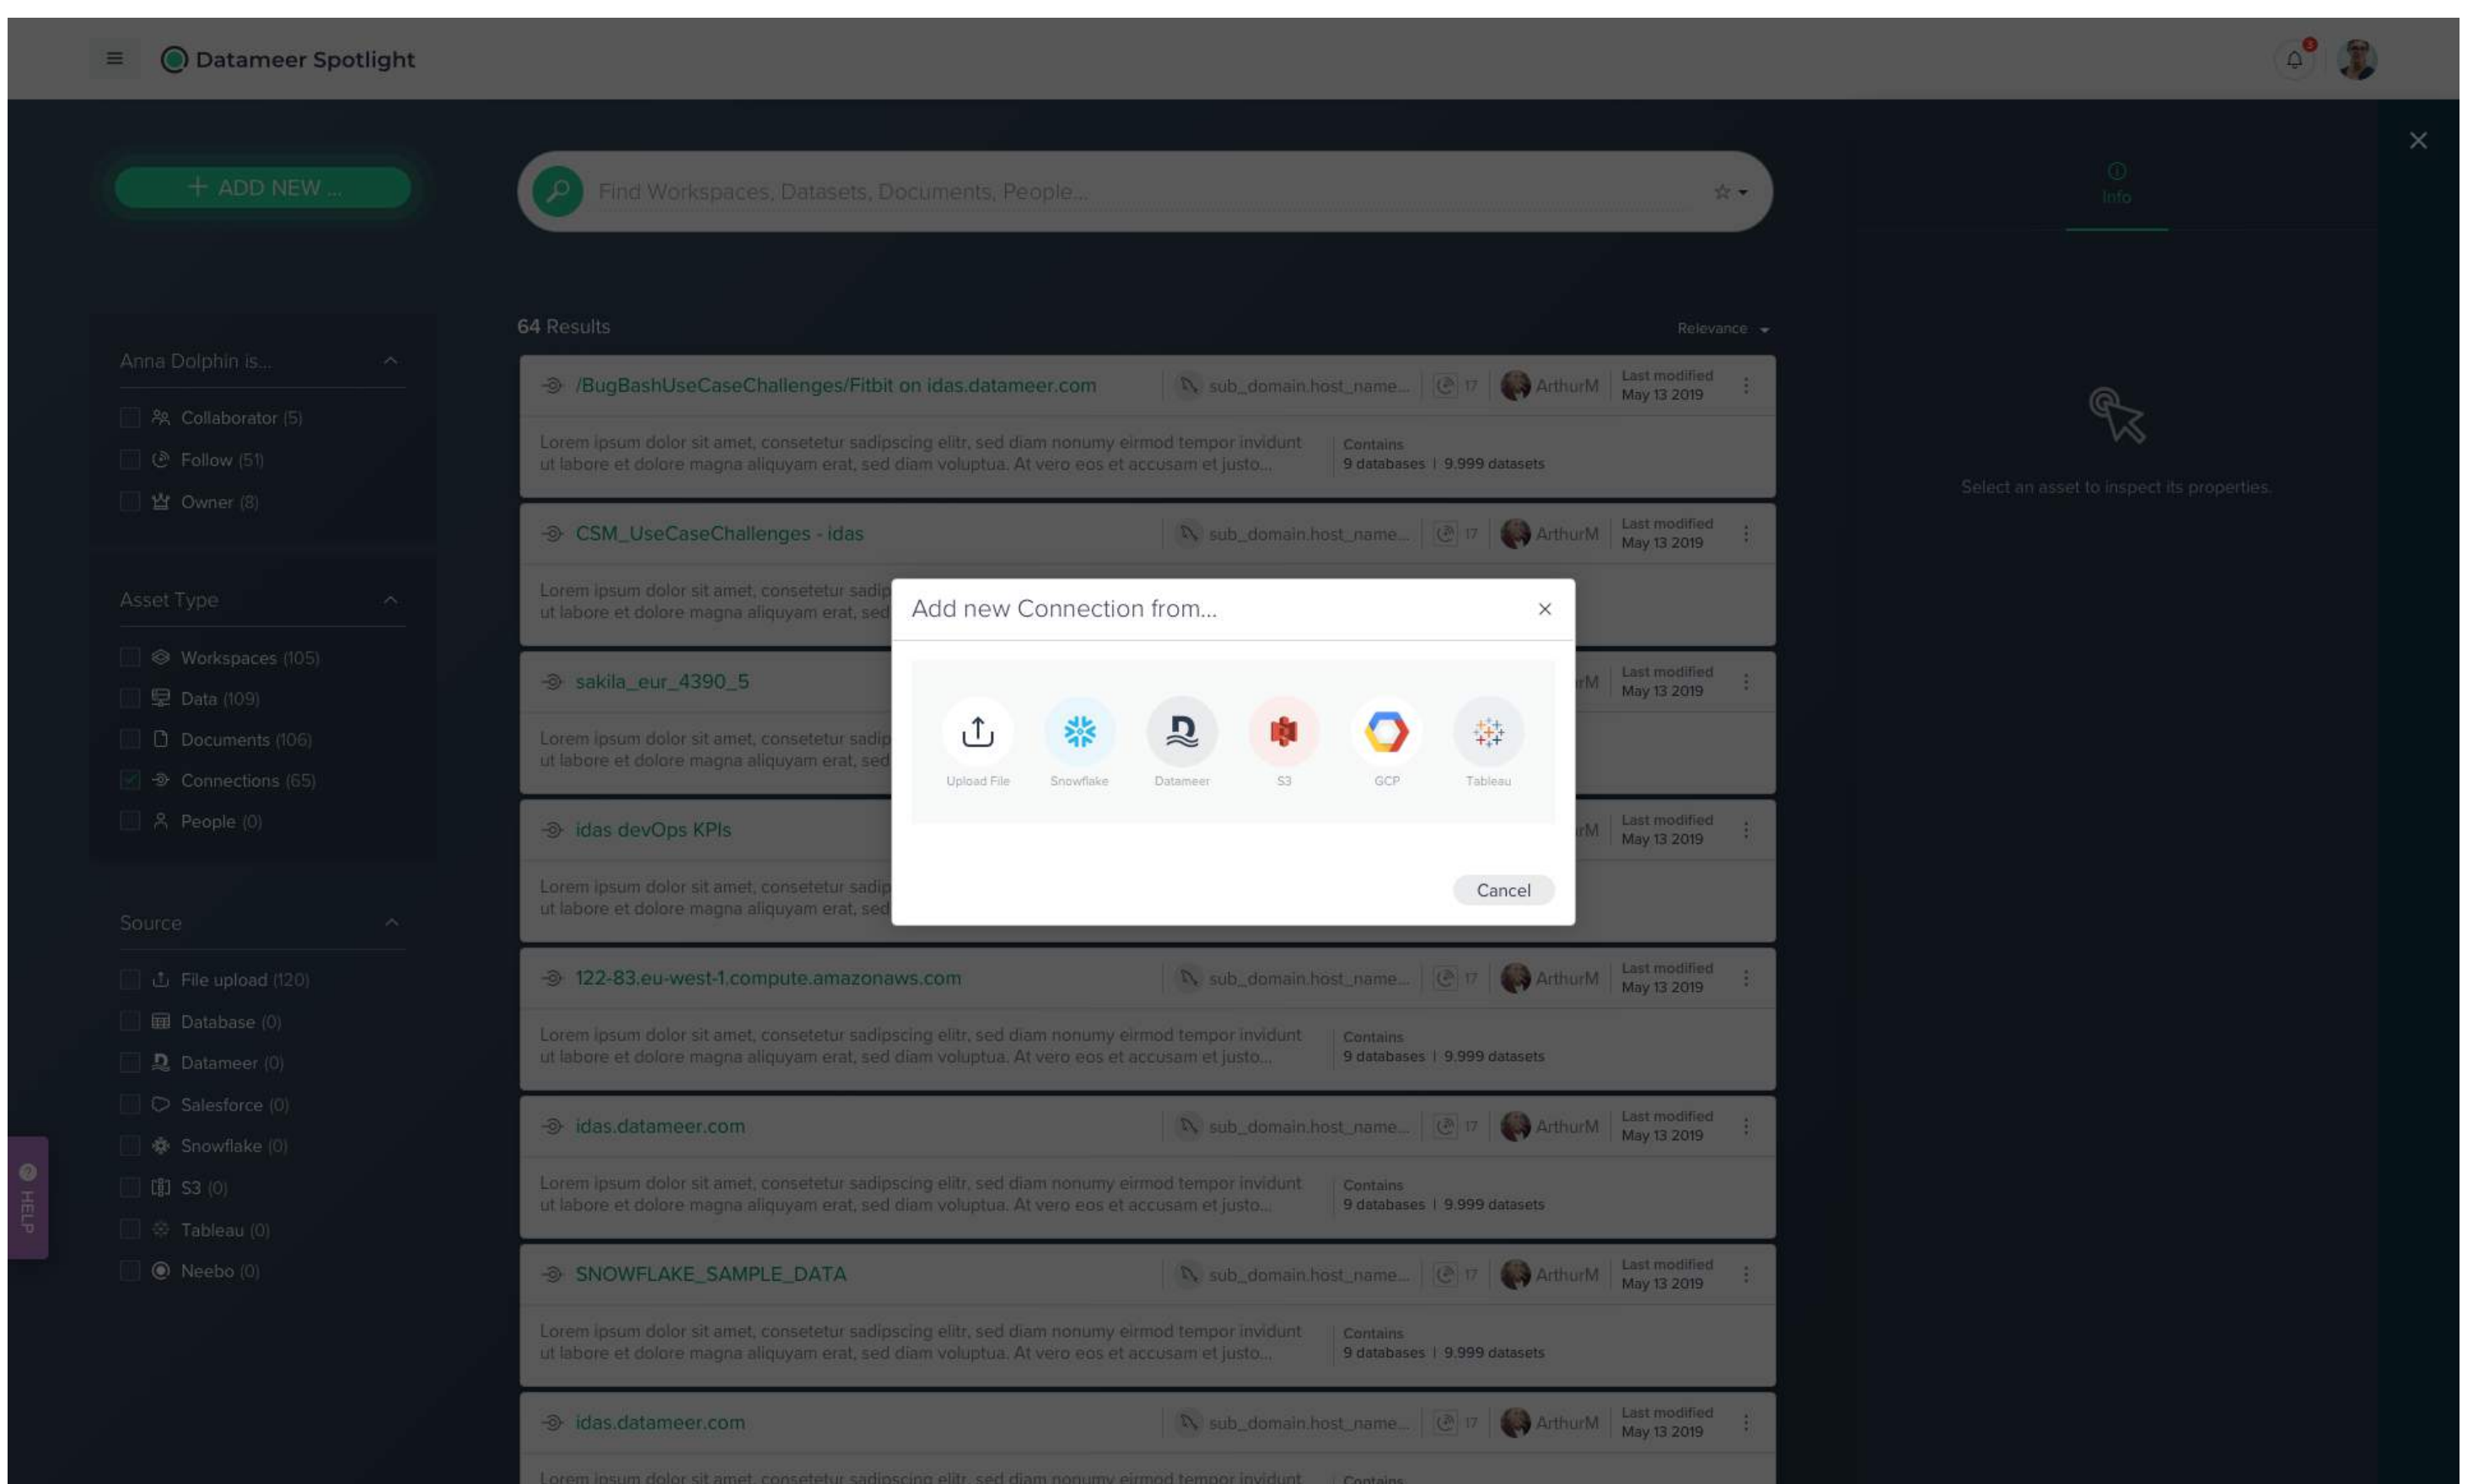 Datameer Spotlight
3
+ ADD NEW ...
Find Workspaces, Datasets, Documents, People...
Info
64 Results
Relevance
Anna Dolphin is...
Collaborator (5)
Follow (51)
Owner (8)
Asset Type
Workspaces (105)
Data (109)
Documents (106)
Connections (65)
People (0)
Source
File upload (120)
Database (0)
Datameer (0)
Salesforce (0)
Snowflake (0)
S3 (0)
Tableau (0)
Neebo (0)
HELP
/BugBashUseCaseChallenges/Fitbit on idas.datameer.com
sub_domain.host_name...
17
ArthurM
Last modified
May 13 2019
Lorem ipsum dolor sit amet, consetetur sadipscing elitr, sed diam nonumy eirmod tempor invidunt
ut labore et dolore magna aliquyam erat, sed diam voluptua. At vero eos et accusam et justo...
Contains
9 databases | 9.999 datasets
CSM_UseCaseChallenges - idas
sub_domain.host_name...
17
ArthurM
Last modified
May 13 2019
Lorem ipsum dolor sit amet, consetetur sadip
ut labore et dolore magna aliquyam erat, sed
sakila_eur_4390_5
rM
Last modified
May 13 2019
Lorem ipsum dolor sit amet, consetetur sadip
ut labore et dolore magna aliquyam erat, sed
idas devOps KPIs
rM
Last modified
May 13 2019
Lorem ipsum dolor sit amet, consetetur sadip
ut labore et dolore magna aliquyam erat, sed
Add new Connection from...
Upload File
Snowflake
Datameer
S3
GCP
Tableau
Cancel
122-83.eu-west-1.compute.amazonaws.com
sub_domain.host_name...
17
ArthurM
Last modified
May 13 2019
Lorem ipsum dolor sit amet, consetetur sadipscing elitr, sed diam nonumy eirmod tempor invidunt
ut labore et dolore magna aliquyam erat, sed diam voluptua. At vero eos et accusam et justo...
Contains
9 databases | 9.999 datasets
idas.datameer.com
sub_domain.host_name...
17
ArthurM
Last modified
May 13 2019
Lorem ipsum dolor sit amet, consetetur sadipscing elitr, sed diam nonumy eirmod tempor invidunt
ut labore et dolore magna aliquyam erat, sed diam voluptua. At vero eos et accusam et justo...
Contains
9 databases | 9.999 datasets
SNOWFLAKE_SAMPLE_DATA
sub_domain.host_name...
17
ArthurM
Last modified
May 13 2019
Lorem ipsum dolor sit amet, consetetur sadipscing elitr, sed diam nonumy eirmod tempor invidunt
ut labore et dolore magna aliquyam erat, sed diam voluptua. At vero eos et accusam et justo...
Contains
9 databases | 9.999 datasets
idas.datameer.com
sub_domain.host_name...
17
ArthurM
Last modified
May 13 2019
Lorem ipsum dolor sit amet, consetetur sadipscing elitr, sed diam nonumy eirmod tempor invidunt
Contains
Select an asset to inspect its properties.